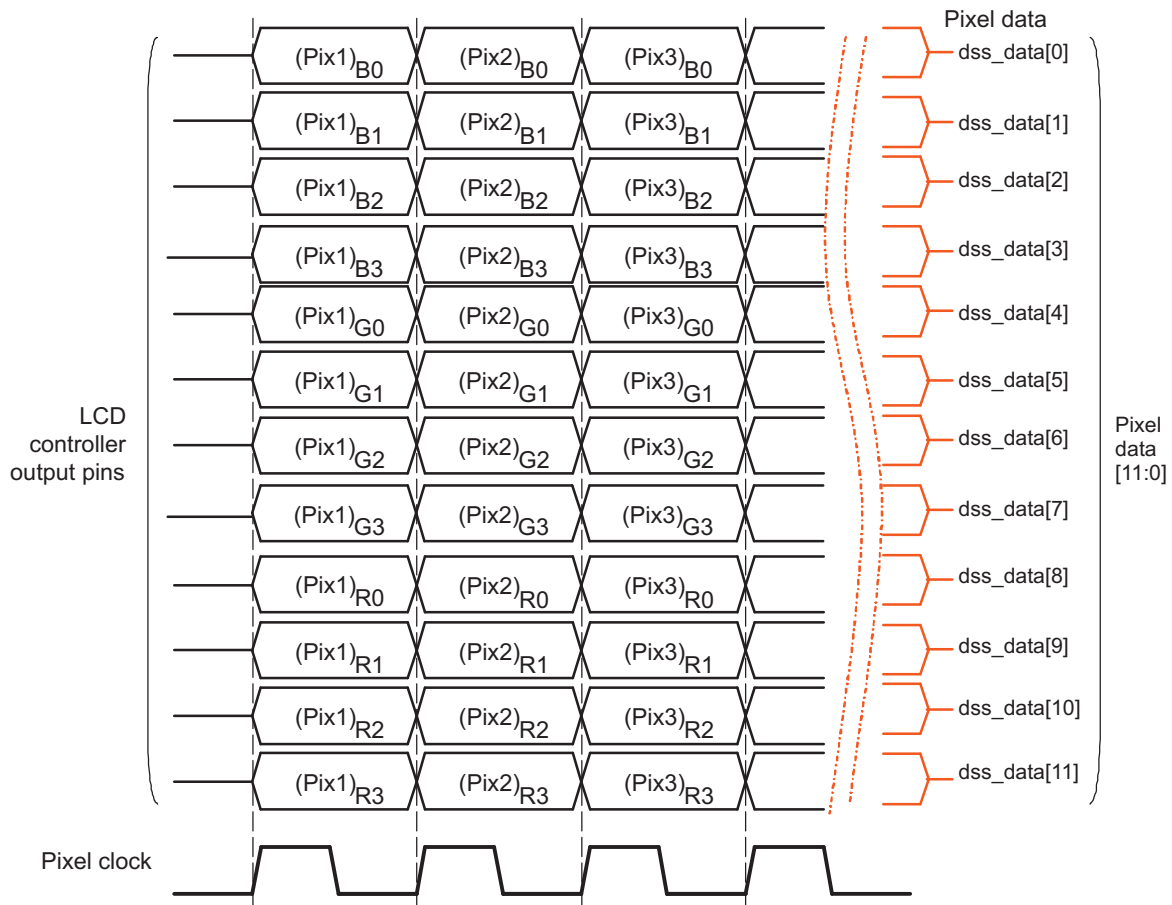 Pixel data
(Pix1)B0 (Pix2)B0 (Pix3)B0 dss_data[0]
(Pix1)B1 (Pix2)B1 (Pix3)B1 dss_data[1]
(Pix1)B2 (Pix2)B2 (Pix3)B2 dss_data[2]
(Pix1)B3 (Pix2)B3 (Pix3)B3 dss_data[3]
(Pix1)G0 (Pix2)G0 (Pix3)G0 dss_data[4]
(Pix1)G1 (Pix2)G1 (Pix3)G1 dss_data[5]
(Pix1)G2 (Pix2)G2 (Pix3)G2 dss_data[6]
(Pix1)G3 (Pix2)G3 (Pix3)G3 dss_data[7]
(Pix1)R0 (Pix2)R0 (Pix3)R0 dss_data[8]
(Pix1)R1 (Pix2)R1 (Pix3)R1 dss_data[9]
(Pix1)R2 (Pix2)R2 (Pix3)R2 dss_data[10]
(Pix1)R3 (Pix2)R3 (Pix3)R3 dss_data[11]
LCD
controller
output pins
Pixel
data
[11:0]
Pixel clock